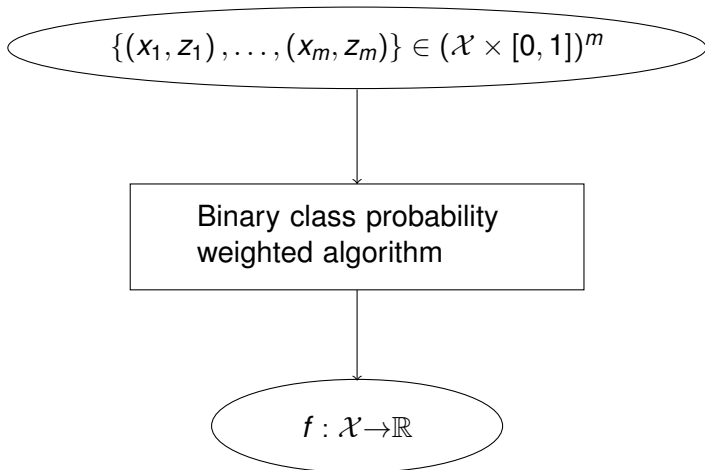 {(x₁, z₁) , . . . , (xₘ, zₘ)} ∈ (𝒳 × [0, 1])ᵐ
Binary class probability
weighted algorithm
f : 𝒳→ℝ